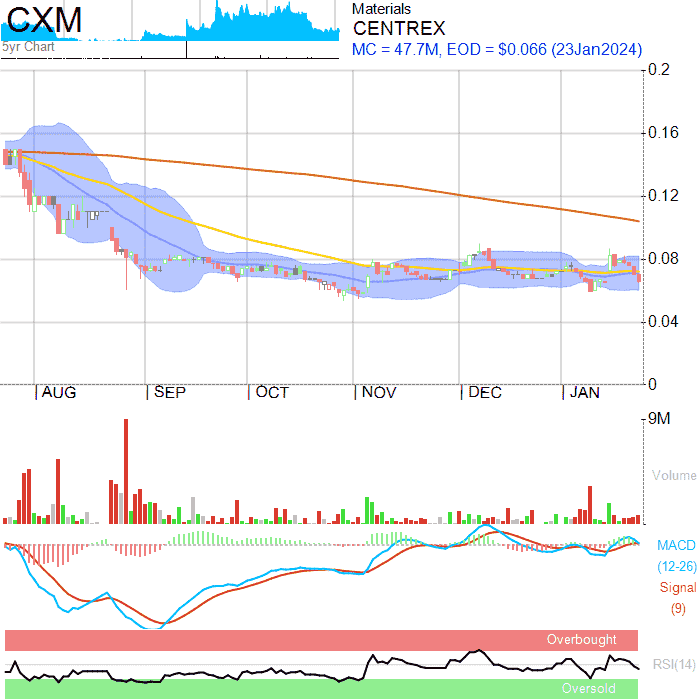 CXM
5yr Chart
Materials
CENTREX
MC = 47.7M, EOD = $0.066 (23Jan2024)
0.2
0.16
0.12
0.08
0.04
0
AUG SEP OCT NOV DEC JAN
9M
Volume
MACD
(12-26)
Signal
(9)
Overbought
RSI(14)
Oversold